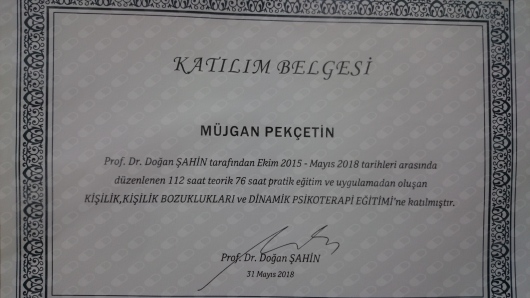 KATILIM BELGESİ
MÜJGAN PEKÇETİN
Prof. Dr. Doğan ŞAHİN tarafından Ekim 2015 - Mayıs 2018 tarihleri arasında
düzenlenen 112 saat teorik 76 saat pratik eğitim ve uygulamadan oluşan
KİŞİLİK,KİŞİLİK BOZUKLUKLARI ve DİNAMİK PSİKOTERAPİ EĞİTİMİ'ne katılmıştır.
Prof. Dr. Doğan ŞAHİN
31 Mayıs 2018